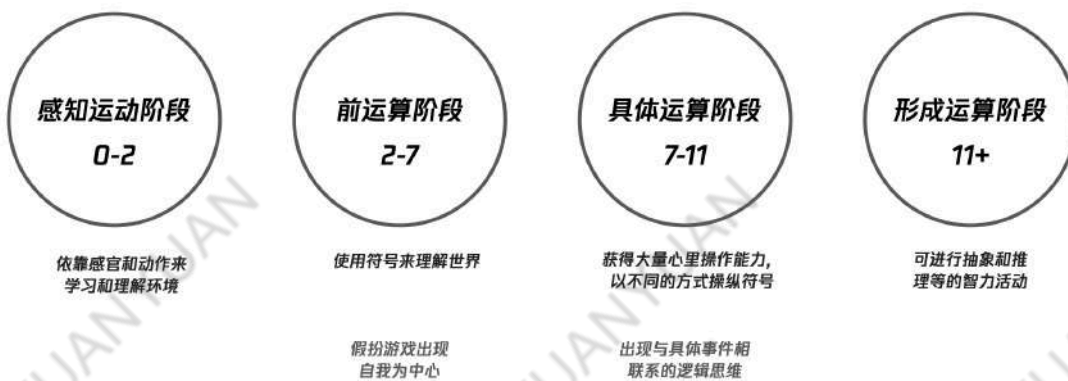 感知运动阶段
0-2
依靠感官和动作来
学习和理解环境
前运算阶段
2-7
使用符号来理解世界
假扮游戏出现
自我为中心
具体运算阶段
7-11
获得大量心里操作能力，
以不同的方式操纵符号
出现与具体事件相
联系的逻辑思维
形成运算阶段
11+
可进行抽象和推
理等的智力活动
YUANYUAN